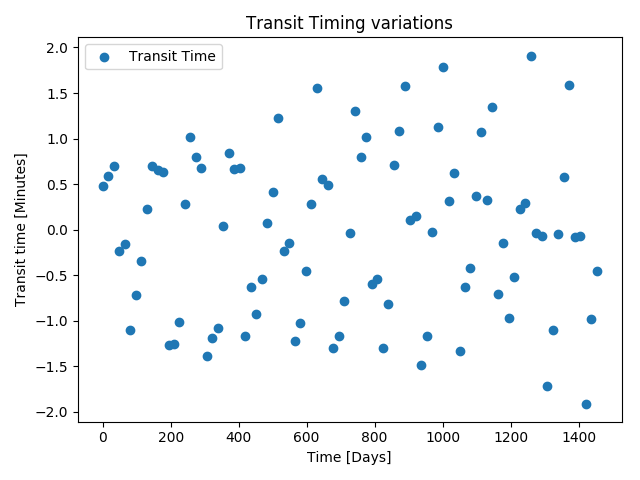 Transit Timing variations
Transit Time
2.0
1.5
1.0
0.5
0.0
−0.5
−1.0
−1.5
−2.0
Transit time [Minutes]
0 200 400 600 800 1000 1200 1400
Time [Days]